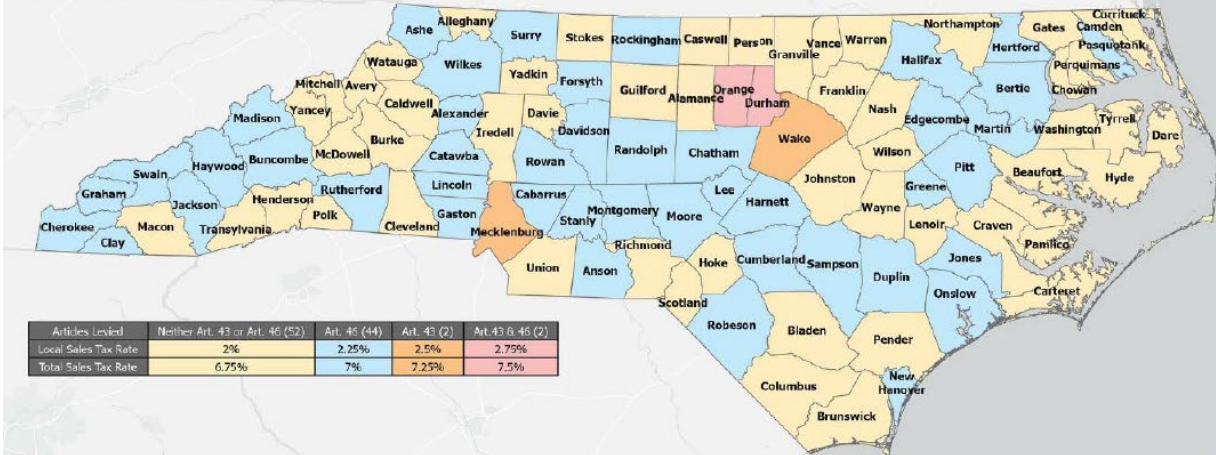 Ashe
Alleghany
Surry
Stokes
Rockingham
Caswell
Person
Granville
Vance
Warren
Northampton
Gates
Currituck
Camden
Pasquotank
Perquimans
Chowan
Hertford
Halifax
Bertie
Watauga
Wilkes
Yadkin
Forsyth
Guilford
Alamance
Orange
Durham
Franklin
Nash
Edgecombe
Martin
Washington
Tyrrell
Dare
Mitchell
Avery
Yancey
Caldwell
Alexander
Iredell
Davie
Davidson
Randolph
Chatham
Wake
Wilson
Pitt
Beaufort
Hyde
Madison
Buncombe
McDowell
Burke
Catawba
Rowan
Johnston
Greene
Swain
Haywood
Rutherford
Lincoln
Cabarrus
Lee
Harnett
Wayne
Lenoir
Craven
Pamlico
Graham
Jackson
Henderson
Polk
Cleveland
Gaston
Mecklenburg
Stanly
Montgomery
Moore
Cherokee
Clay
Macon
Transylvania
Union
Anson
Richmond
Hoke
Cumberland
Sampson
Duplin
Jones
Onslow
Carteret
Scotland
Robeson
Bladen
Pender
Columbus
Brunswick
New
Hanover
Articles Levied Neither Art. 43 or Art. 46 (52) Art. 46 (44) Art. 43 (2) Art.43 & 46 (2)
Local Sales Tax Rate 2% 2.25% 2.5% 2.75%
Total Sales Tax Rate 6.75% 7% 7.25% 7.5%